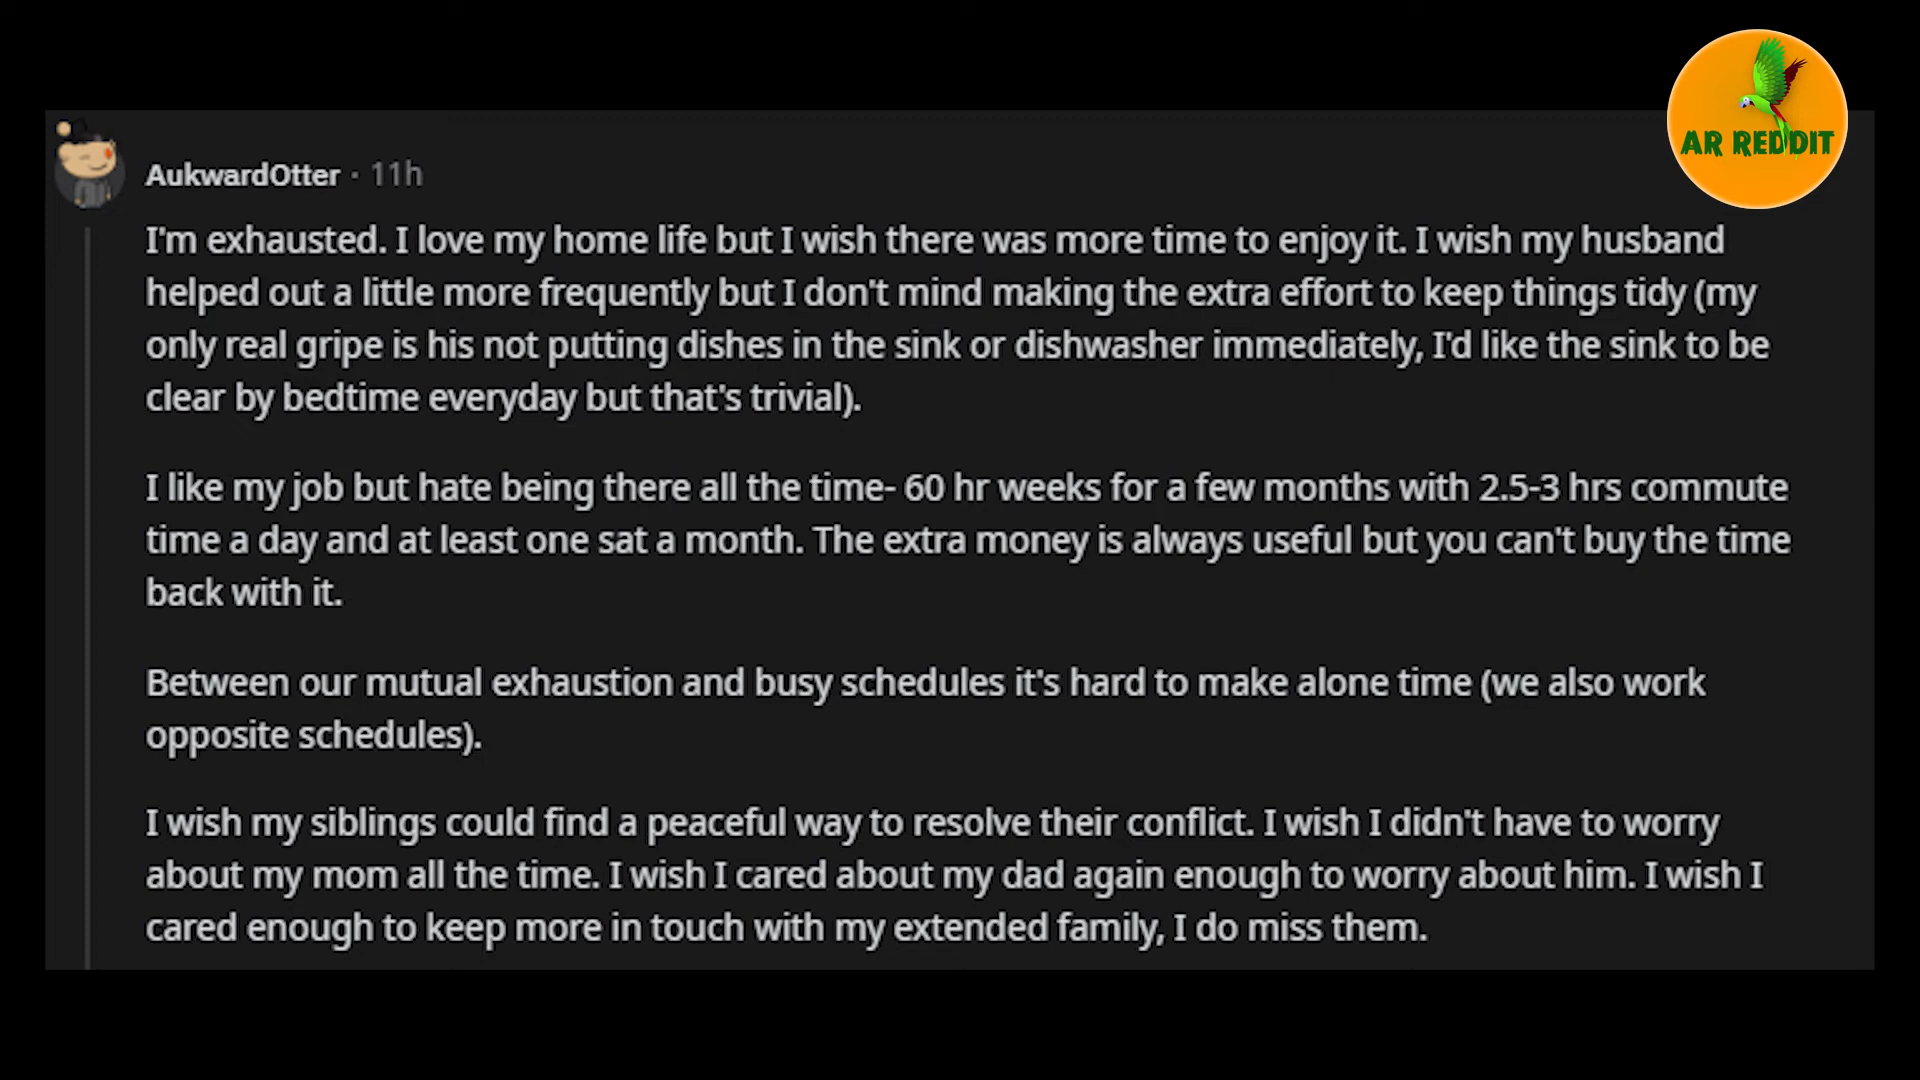 AR REDDIT
AukwardOtter · 11h
I'm exhausted. I love my home life but I wish there was more time to enjoy it. I wish my husband
helped out a little more frequently but I don't mind making the extra effort to keep things tidy (my
only real gripe is his not putting dishes in the sink or dishwasher immediately, I'd like the sink to be
clear by bedtime everyday but that's trivial).
I like my job but hate being there all the time- 60 hr weeks for a few months with 2.5-3 hrs commute
time a day and at least one sat a month. The extra money is always useful but you can't buy the time
back with it.
Between our mutual exhaustion and busy schedules it's hard to make alone time (we also work
opposite schedules).
I wish my siblings could find a peaceful way to resolve their conflict. I wish I didn't have to worry
about my mom all the time. I wish I cared about my dad again enough to worry about him. I wish I
cared enough to keep more in touch with my extended family, I do miss them.